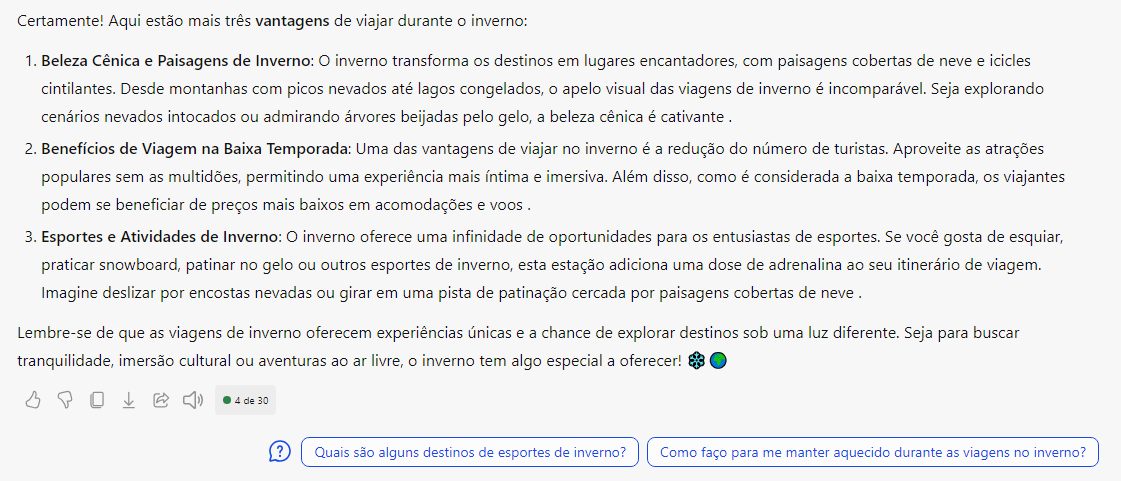 Certamente! Aqui estão mais três vantagens de viajar durante o inverno:
1. Beleza Cênica e Paisagens de Inverno: O inverno transforma os destinos em lugares encantadores, com paisagens cobertas de neve e icicles
cintilantes. Desde montanhas com picos nevados até lagos congelados, o apelo visual das viagens de inverno é incomparável. Seja explorando
cenários nevados intocados ou admirando árvores beijadas pelo gelo, a beleza cênica é cativante .
2. Benefícios de Viagem na Baixa Temporada: Uma das vantagens de viajar no inverno é a redução do número de turistas. Aproveite as atrações
populares sem as multidões, permitindo uma experiência mais íntima e imersiva. Além disso, como é considerada a baixa temporada, os viajantes
podem se beneficiar de preços mais baixos em acomodações e voos .
3. Esportes e Atividades de Inverno: O inverno oferece uma infinidade de oportunidades para os entusiastas de esportes. Se você gosta de esquiar,
praticar snowboard, patinar no gelo ou outros esportes de inverno, esta estação adiciona uma dose de adrenalina ao seu itinerário de viagem.
Imagine deslizar por encostas nevadas ou girar em uma pista de patinação cercada por paisagens cobertas de neve .
Lembre-se de que as viagens de inverno oferecem experiências únicas e a chance de explorar destinos sob uma luz diferente. Seja para buscar
tranquilidade, imersão cultural ou aventuras ao ar livre, o inverno tem algo especial a oferecer! ❄️🌍
4 de 30
Quais são alguns destinos de esportes de inverno? Como faço para me manter aquecido durante as viagens no inverno?